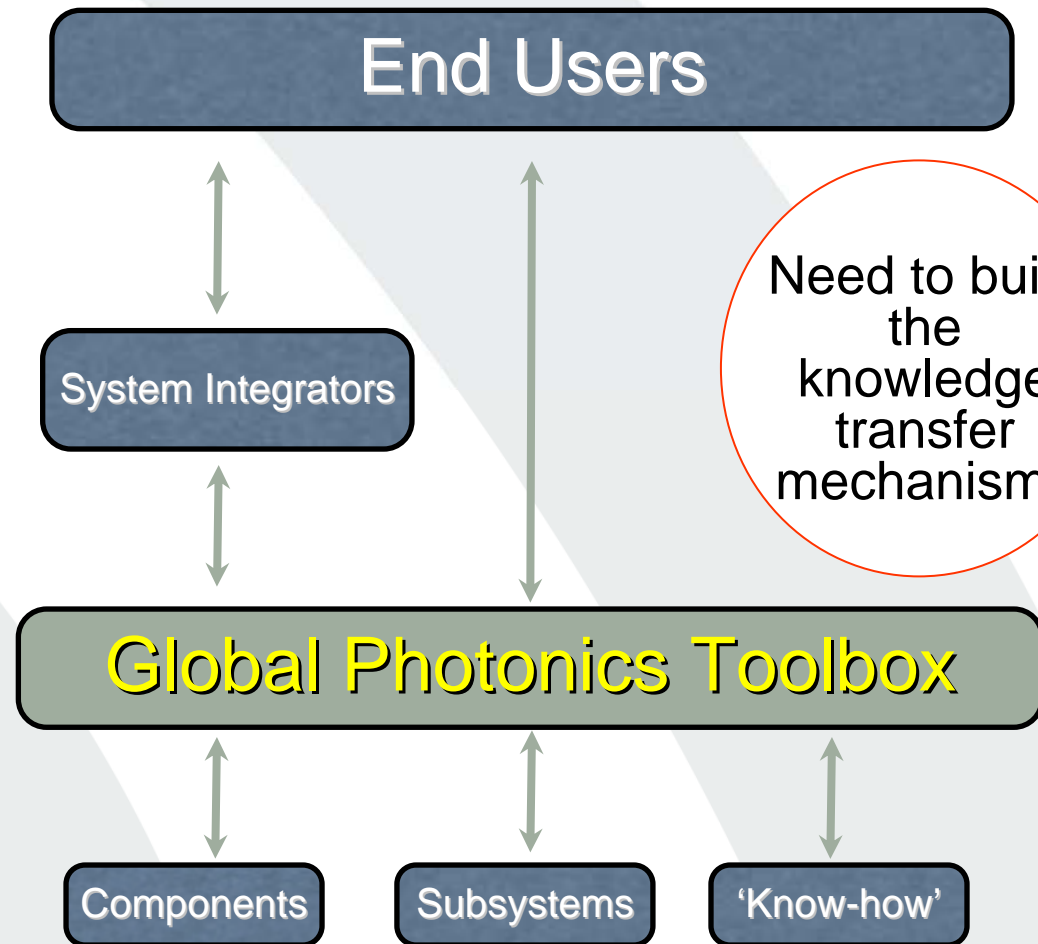 End Users
Need to bui
the
knowledge
transfer
mechanism
System Integrators
Global Photonics Toolbox
Components
Subsystems
‘Know-how’